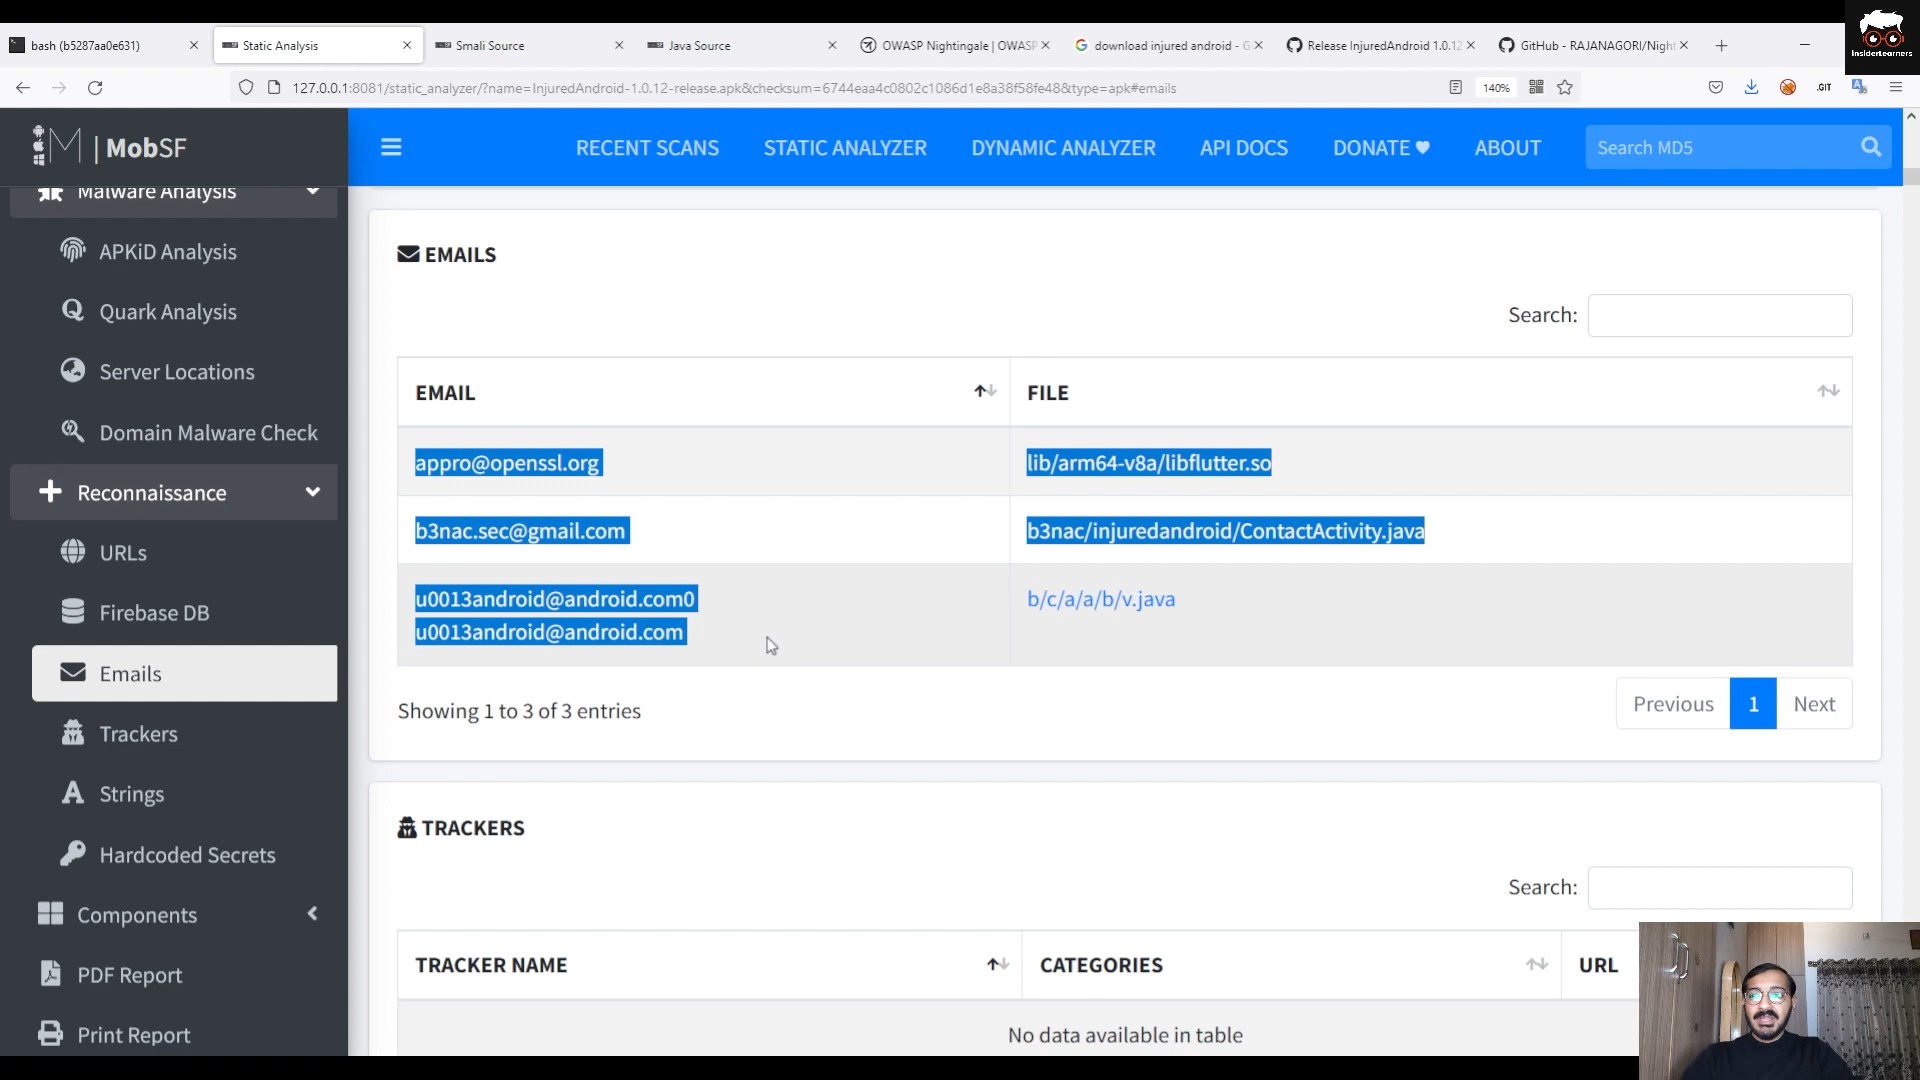 bash (b5287aa0e631)
Static Analysis
Smali Source
Java Source
OWASP Nightingale | OWASP
download injured android - G
Release InjuredAndroid 1.0.12
GitHub - RAJANAGORI/Night
InsiderLearners
127.0.0.1:8081/static_analyzer/?name=InjuredAndroid-1.0.12-release.apk&checksum=6744eaa4c0802c1086d1e8a38f58fe48&type=apk#emails
140%
.GIT
M | MobSF
RECENT SCANS
STATIC ANALYZER
DYNAMIC ANALYZER
API DOCS
DONATE ♥
ABOUT
Search MD5
Malware Analysis
APKiD Analysis
Quark Analysis
Server Locations
Domain Malware Check
Reconnaissance
URLs
Firebase DB
Emails
Trackers
Strings
Hardcoded Secrets
Components
PDF Report
Print Report
EMAILS
Search:
EMAIL
FILE
appro@openssl.org
lib/arm64-v8a/libflutter.so
b3nac.sec@gmail.com
b3nac/injuredandroid/ContactActivity.java
u0013android@android.com0
b/c/a/a/b/v.java
u0013android@android.com
Showing 1 to 3 of 3 entries
Previous
1
Next
TRACKERS
Search:
TRACKER NAME
CATEGORIES
URL
No data available in table